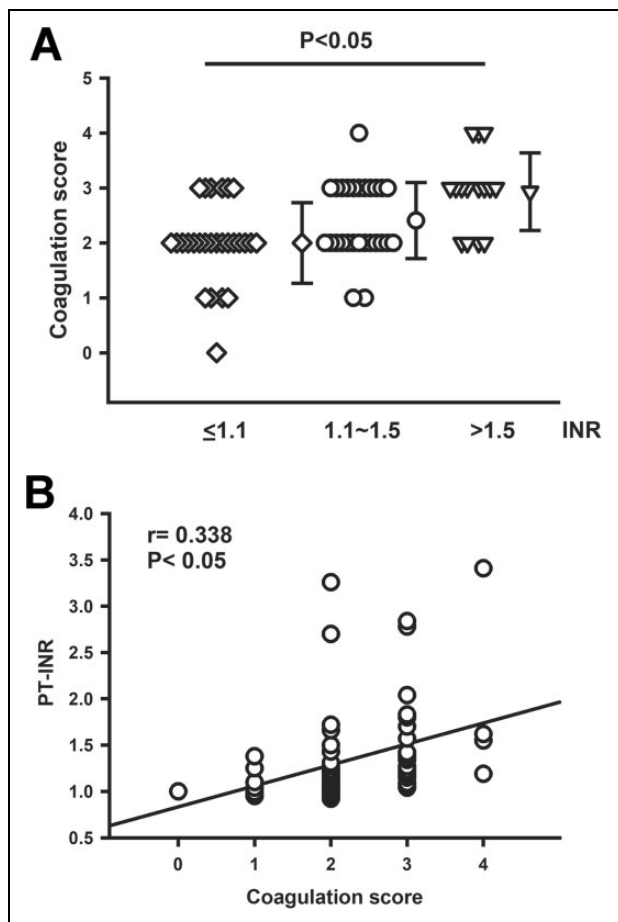 A
P<0.05
5
4
3
2
1
0
Coagulation score
≤1.1 1.1~1.5 >1.5 INR
B
4.0
3.5
3.0
2.5
2.0
1.5
1.0
0.5
PT-INR
r= 0.338
P< 0.05
0 1 2 3 4
Coagulation score